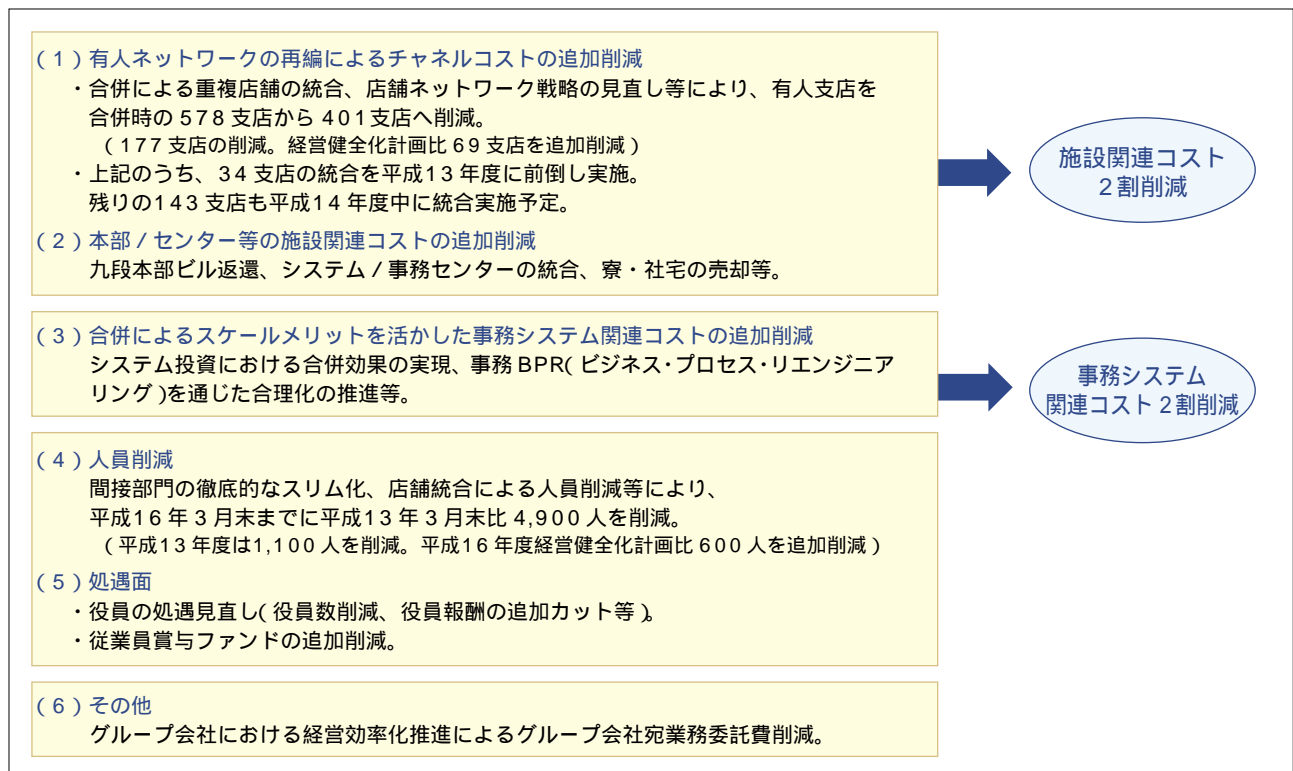 (1)有人ネットワークの再編によるチャネルコストの追加削減
・合併による重複店舗の統合、店舗ネットワーク戦略の見直し等により、有人支店を
合併時の578支店から401支店へ削減。
(177支店の削減。経営健全化計画比69支店を追加削減)
・上記のうち、34支店の統合を平成13年度に前倒し実施。
残りの143支店も平成14年度中に統合実施予定。
(2)本部/センター等の施設関連コストの追加削減
九段本部ビル返還、システム/事務センターの統合、寮・社宅の売却等。
施設関連コスト
2割削減
(3)合併によるスケールメリットを活かした事務システム関連コストの追加削減
システム投資における合併効果の実現、事務BPR(ビジネス・プロセス・リエンジニア
リング)を通じた合理化の推進等。
事務システム
関連コスト2割削減
(4)人員削減
間接部門の徹底的なスリム化、店舗統合による人員削減等により、
平成16年3月末までに平成13年3月末比4,900人を削減。
(平成13年度は1,100人を削減。平成16年度経営健全化計画比600人を追加削減)
(5)処遇面
・役員の処遇見直し(役員数削減、役員報酬の追加カット等)。
・従業員賞与ファンドの追加削減。
(6)その他
グループ会社における経営効率化推進によるグループ会社宛業務委託費削減。